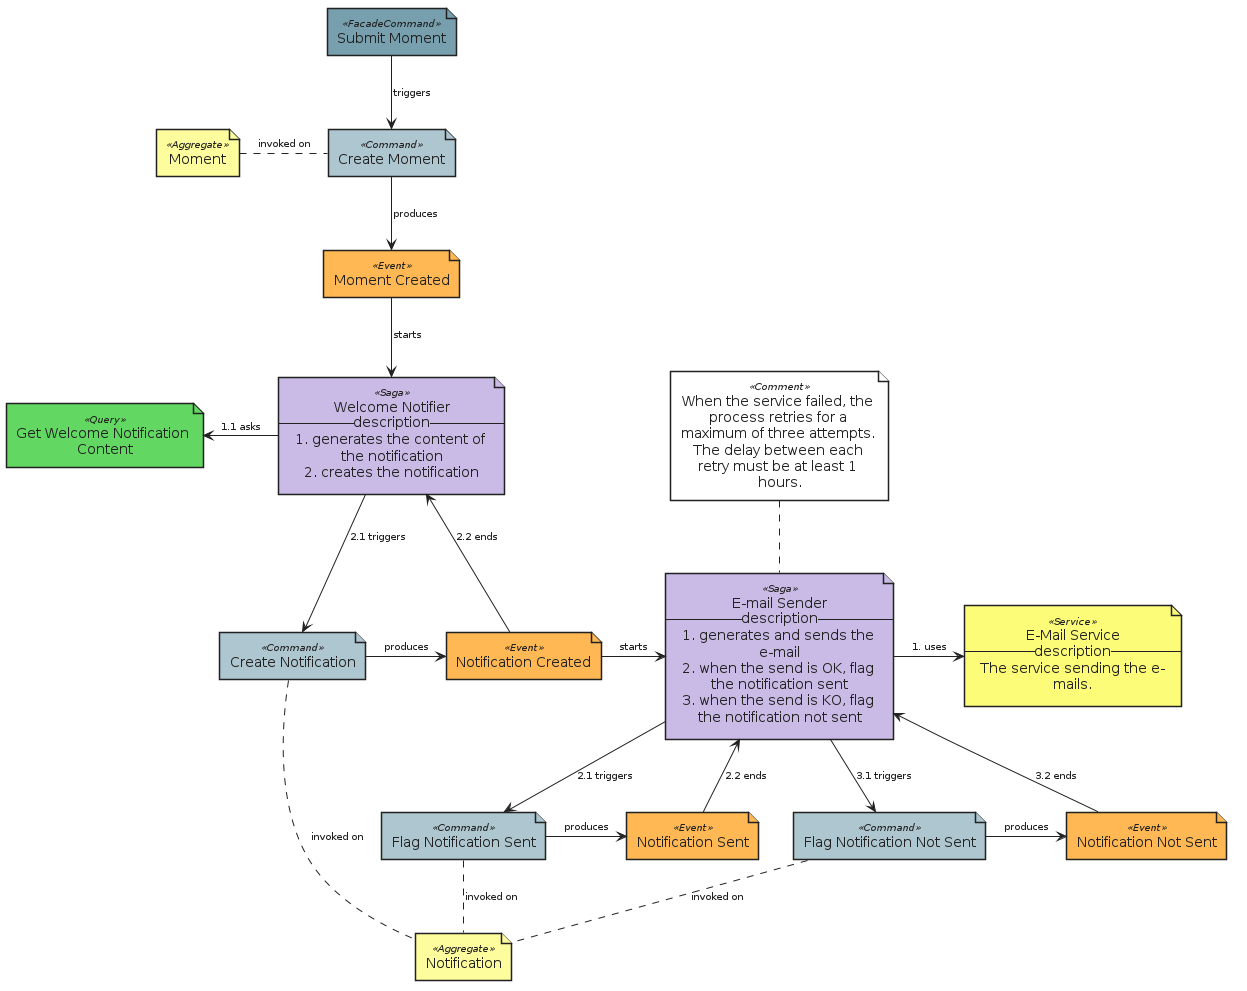 «FacadeCommand»
Submit Moment
triggers
«Aggregate»
Moment
invoked on
«Command»
Create Moment
produces
«Event»
Moment Created
starts
«Query»
Get Welcome Notification
Content
1.1 asks
«Saga»
Welcome Notifier
description
1. generates the content of
the notification
2. creates the notification
«Comment»
When the service failed, the
process retries for a
maximum of three attempts.
The delay between each
retry must be at least 1
hours.
2.1 triggers
2.2 ends
«Command»
Create Notification
produces
«Event»
Notification Created
starts
«Saga»
E-mail Sender
description
1. generates and sends the
e-mail
2. when the send is OK, flag
the notification sent
3. when the send is KO, flag
the notification not sent
1. uses
«Service»
E-Mail Service
description
The service sending the e-
mails.
2.1 triggers
2.2 ends
3.1 triggers
3.2 ends
invoked on
«Command»
Flag Notification Sent
produces
«Event»
Notification Sent
«Command»
Flag Notification Not Sent
produces
«Event»
Notification Not Sent
invoked on
invoked on
«Aggregate»
Notification